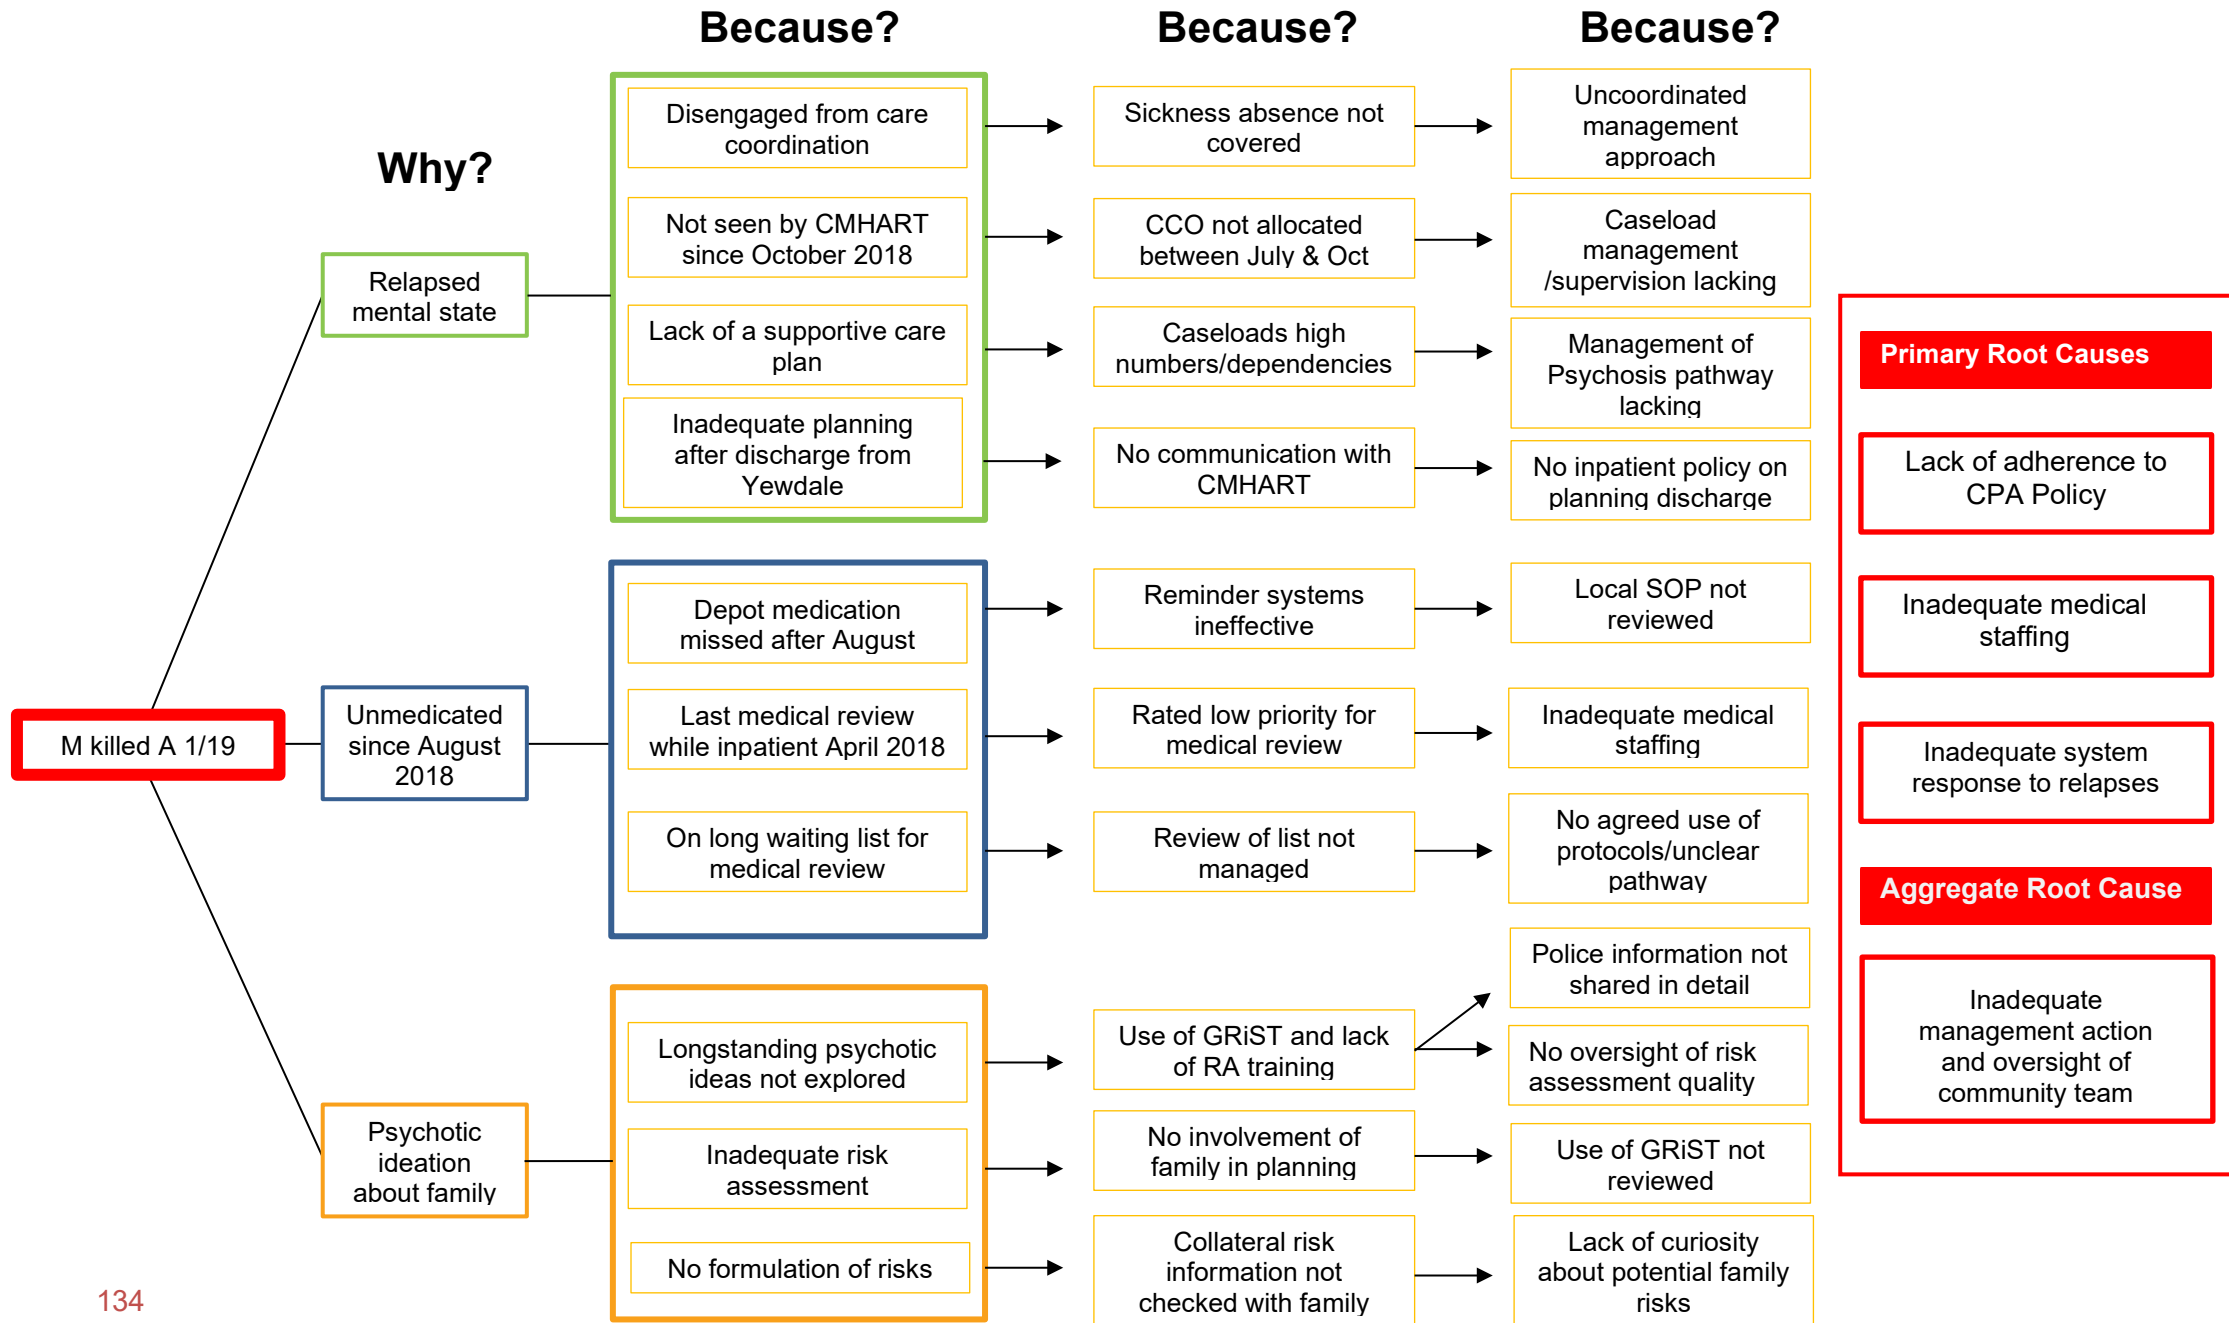 Because?
Because?
Because?
Why?
Disengaged from care
coordination
Sickness absence not
covered
Uncoordinated
management
approach
Not seen by CMHART
since October 2018
CCO not allocated
between July & Oct
Caseload
management
/supervision lacking
Relapsed
mental state
Lack of a supportive care
plan
Caseloads high
numbers/dependencies
Management of
Psychosis pathway
lacking
Inadequate planning
after discharge from
Yewdale
No communication with
CMHART
No inpatient policy on
planning discharge
Depot medication
missed after August
Reminder systems
ineffective
Local SOP not
reviewed
M killed A 1/19
Unmedicated
since August
2018
Last medical review
while inpatient April 2018
Rated low priority for
medical review
Inadequate medical
staffing
On long waiting list for
medical review
Review of list not
managed
No agreed use of
protocols/unclear
pathway
Police information not
shared in detail
Longstanding psychotic
ideas not explored
Use of GRiST and lack
of RA training
No oversight of risk
assessment quality
Psychotic
ideation
about family
Inadequate risk
assessment
No involvement of
family in planning
Use of GRiST not
reviewed
No formulation of risks
Collateral risk
information not
checked with family
Lack of curiosity
about potential family
risks
Primary Root Causes
Lack of adherence to
CPA Policy
Inadequate medical
staffing
Inadequate system
response to relapses
Aggregate Root Cause
Inadequate
management action
and oversight of
community team
134